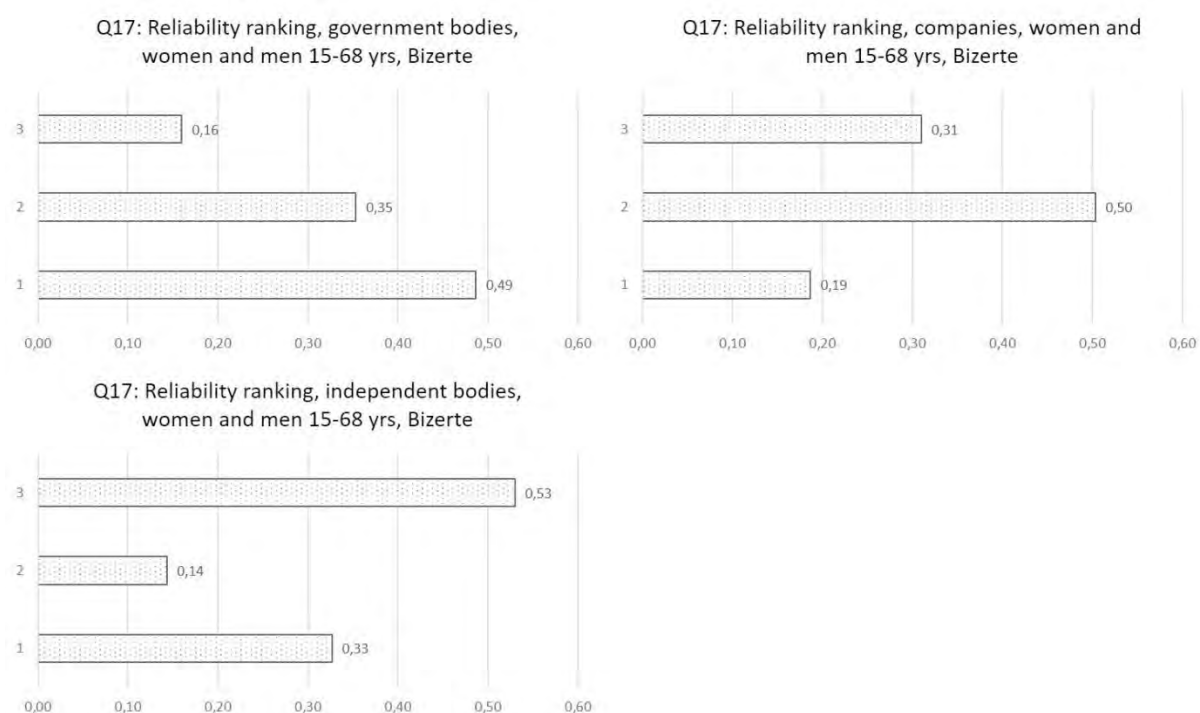 Q17: Reliability ranking, government bodies,
women and men 15-68 yrs, Bizerte
3
0,16
2
0,35
1
0,49
0,00 0,10 0,20 0,30 0,40 0,50 0,60
Q17: Reliability ranking, companies, women and
men 15-68 yrs, Bizerte
3
0,31
2
0,50
1
0,19
0,00 0,10 0,20 0,30 0,40 0,50 0,60
Q17: Reliability ranking, independent bodies,
women and men 15-68 yrs, Bizerte
3
0,53
2
0,14
1
0,33
0,00 0,10 0,20 0,30 0,40 0,50 0,60